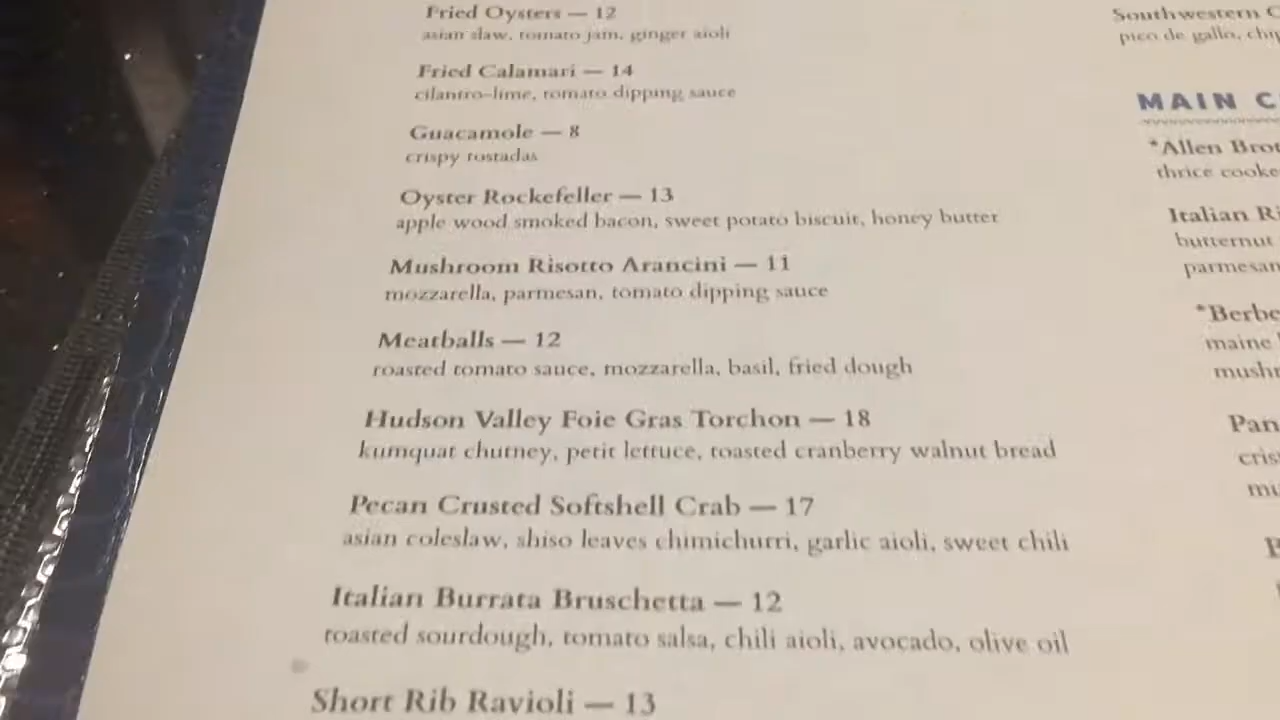 Fried Oysters — 12
asian slaw, tomato jam, ginger aioli
Fried Calamari — 14
cilantro-lime, tomato dipping sauce
Guacamole — 8
crispy tostadas
Oyster Rockefeller — 13
apple wood smoked bacon, sweet potato biscuit, honey butter
Mushroom Risotto Arancini — 11
mozzarella, parmesan, tomato dipping sauce
Meatballs — 12
roasted tomato sauce, mozzarella, basil, fried dough
Hudson Valley Foie Gras Torchon — 18
kumquat chutney, petit lettuce, toasted cranberry walnut bread
Pecan Crusted Softshell Crab — 17
asian coleslaw, shiso leaves chimichurri, garlic aioli, sweet chili
Italian Burrata Bruschetta — 12
roasted sourdough, tomato salsa, chili aioli, avocado, olive oil
Short Rib Ravioli — 13
Southwestern
pico de gallo,
MAIN
*Allen
thrice
Italian
butternut
parmesan
maine